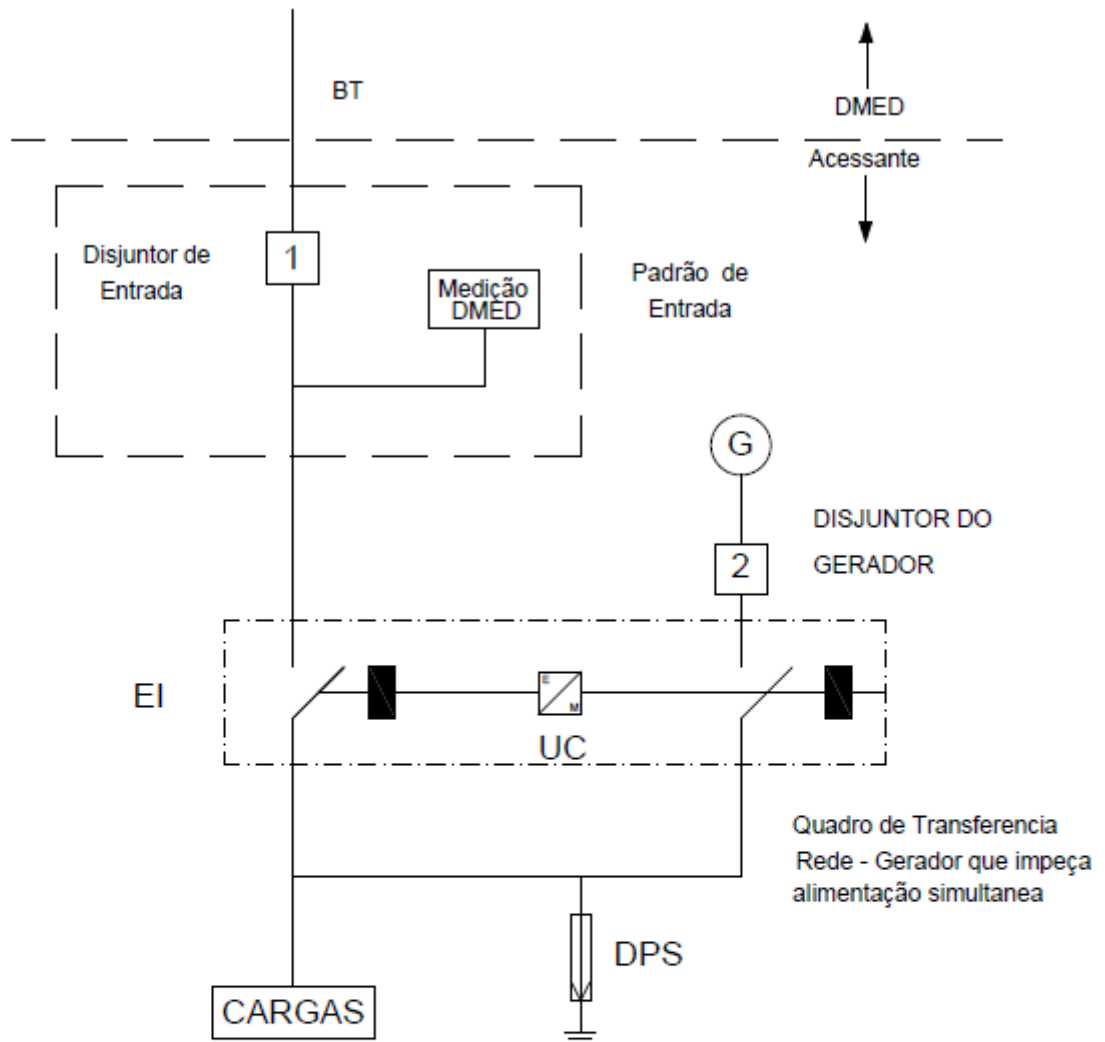 BT
DMED
Acessante
Disjuntor de
Entrada
1
Medição
DMED
Padrão de
Entrada
G
DISJUNTOR DO
GERADOR
2
EI
E
M
UC
Quadro de Transferencia
Rede - Gerador que impeça
alimentação simultanea
DPS
CARGAS